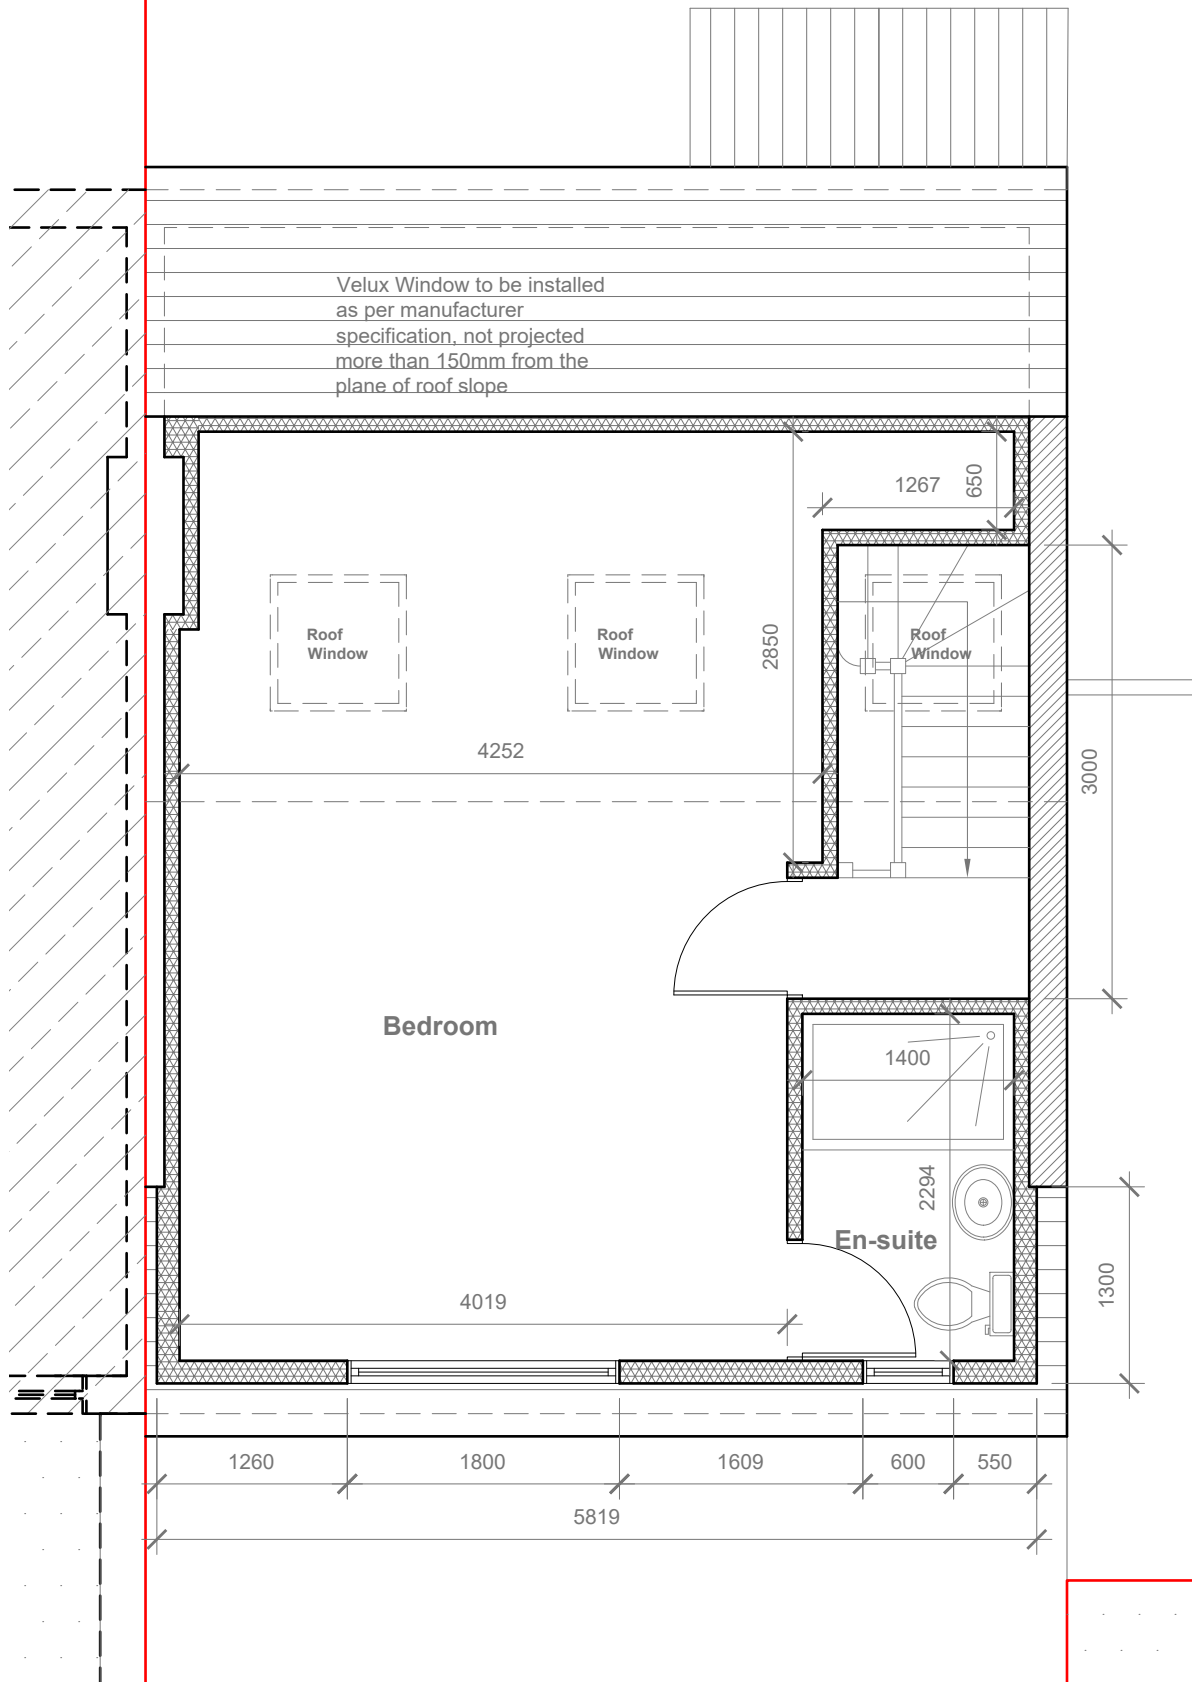 Velux Window to be installed
as per manufacturer
specification, not projected
more than 150mm from the
plane of roof slope
1267
650
Roof
Window
Roof
Window
2850
Roof
Window
4252
3000
Bedroom
1400
2294
En-suite
1300
4019
1260
1800
1609
600
550
5819